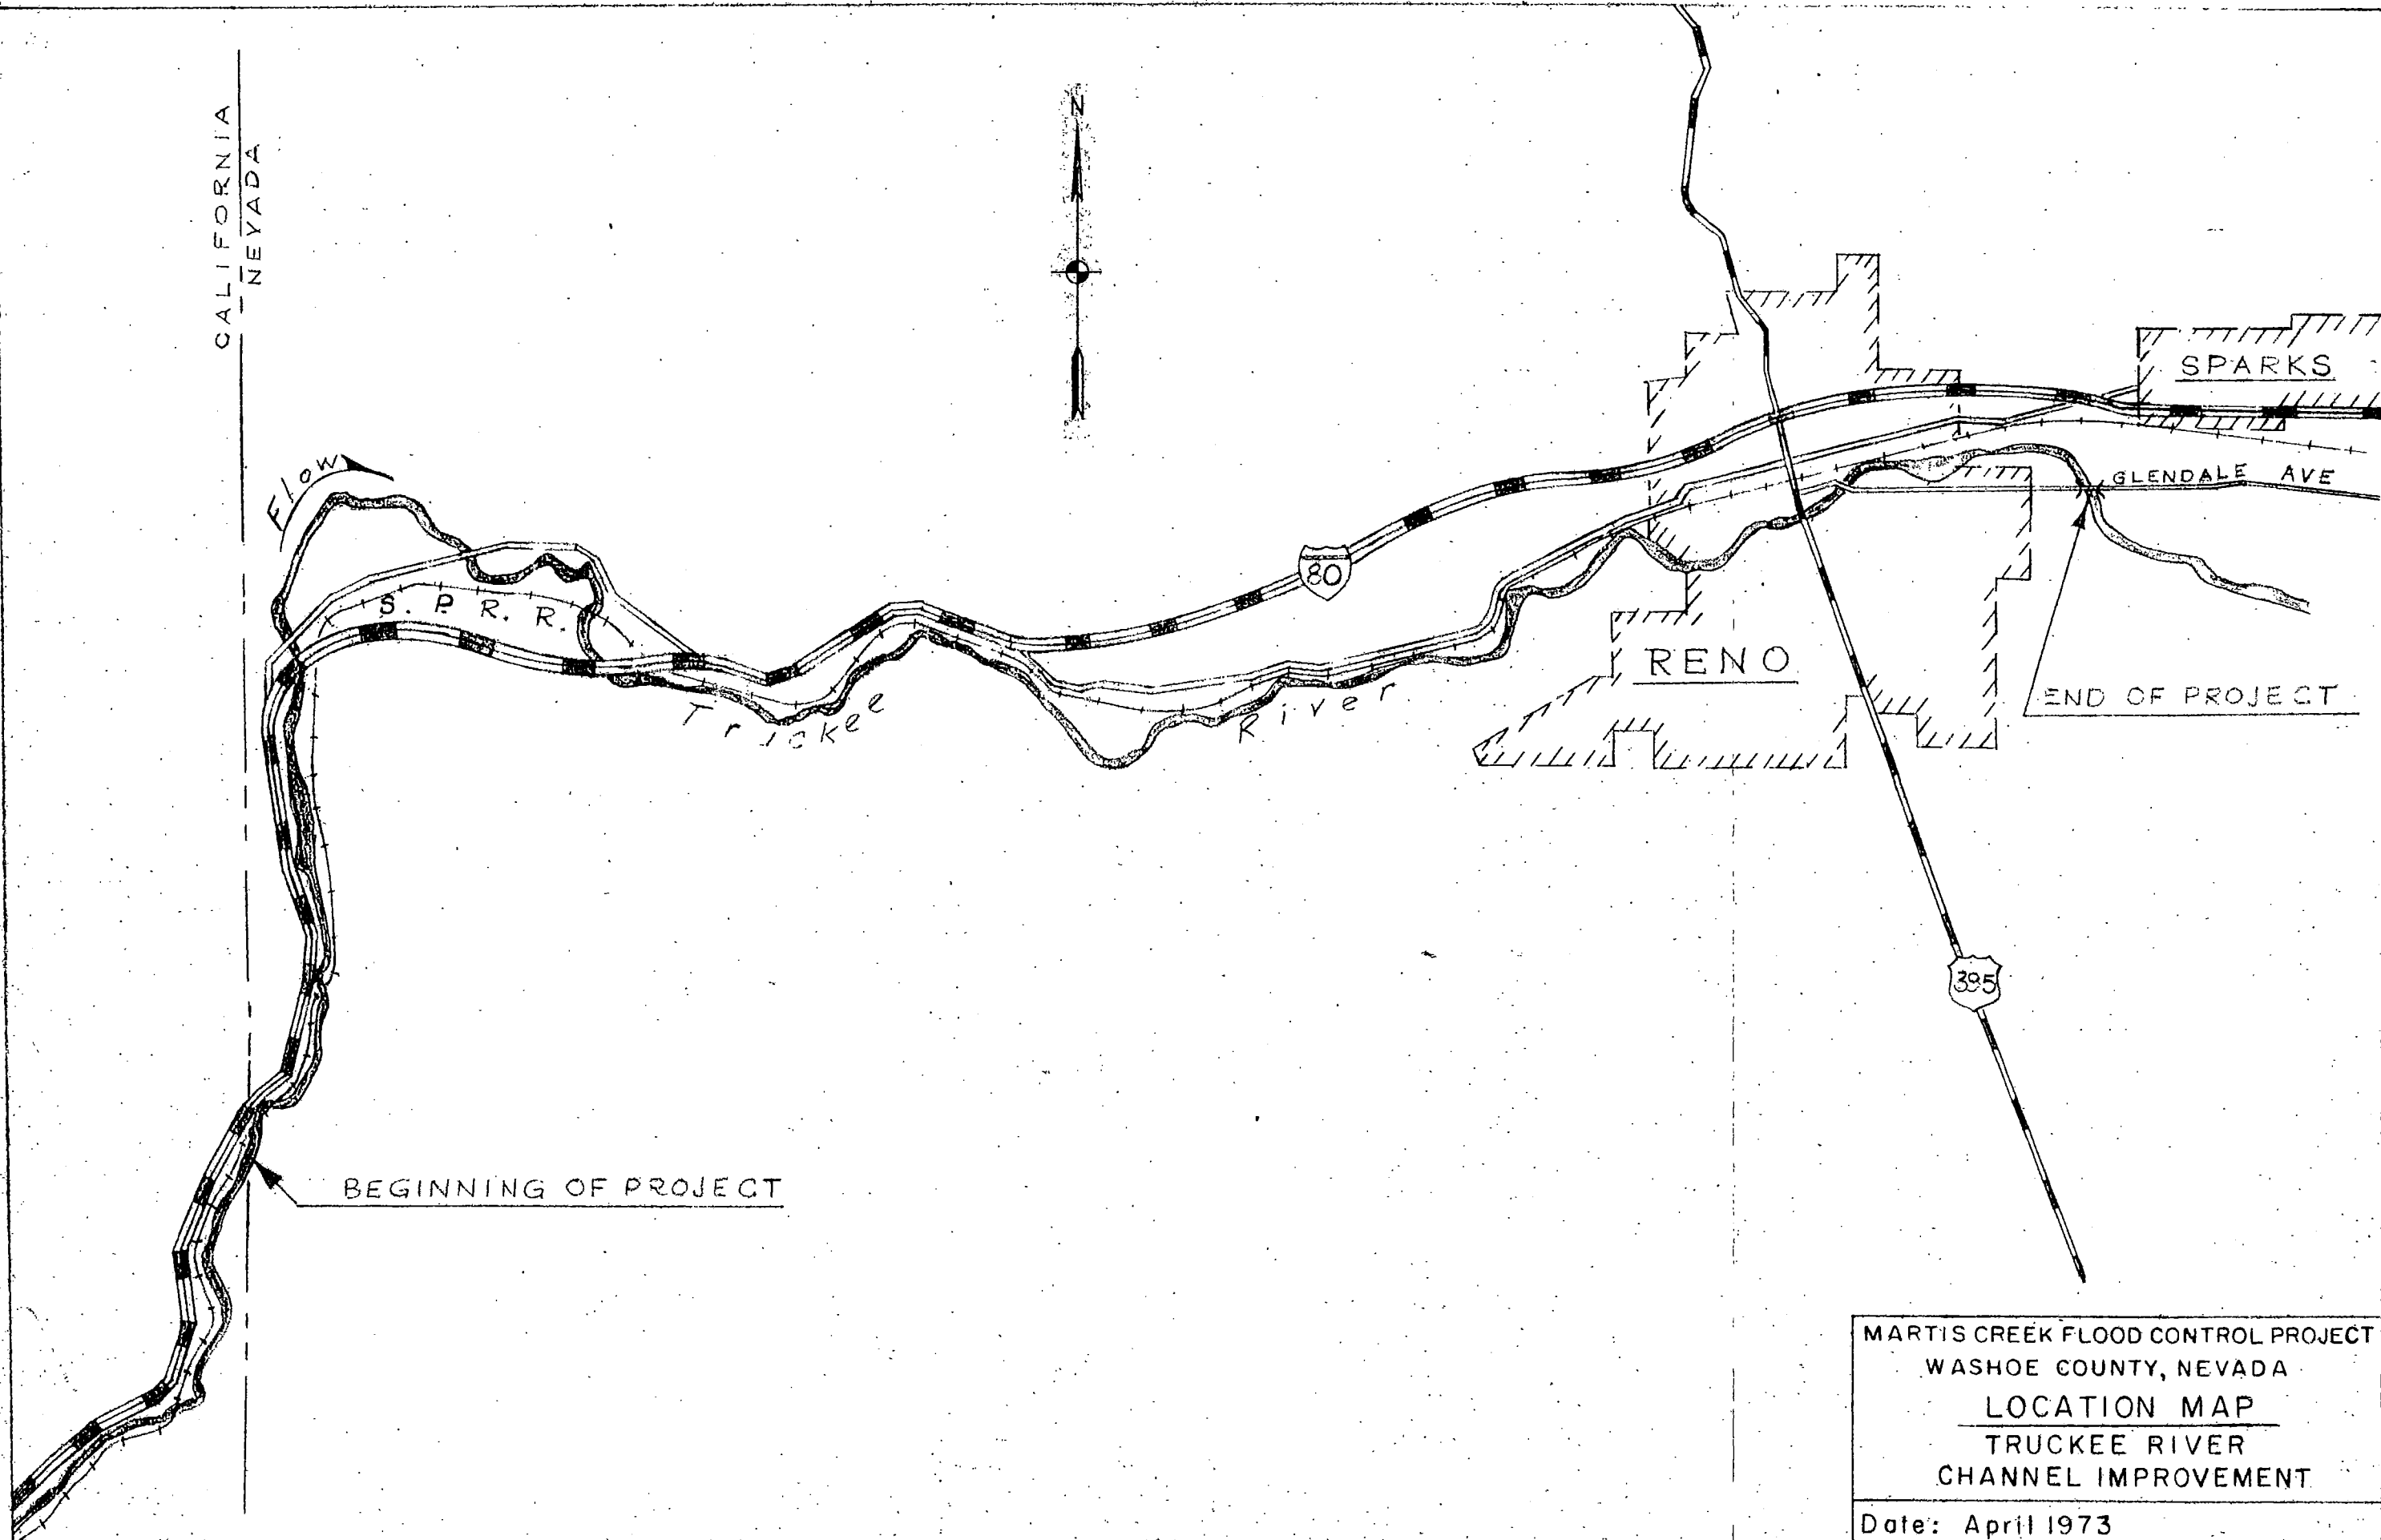 CALIFORNIA
NEVADA
N
Flow
S. P. R. R.
80
Truckee River
SPARKS
GLENDALE AVE
RENO
END OF PROJECT
395
BEGINNING OF PROJECT
MARTIS CREEK FLOOD CONTROL PROJECT
WASHOE COUNTY, NEVADA
LOCATION MAP
TRUCKEE RIVER
CHANNEL IMPROVEMENT
Date: April 1973